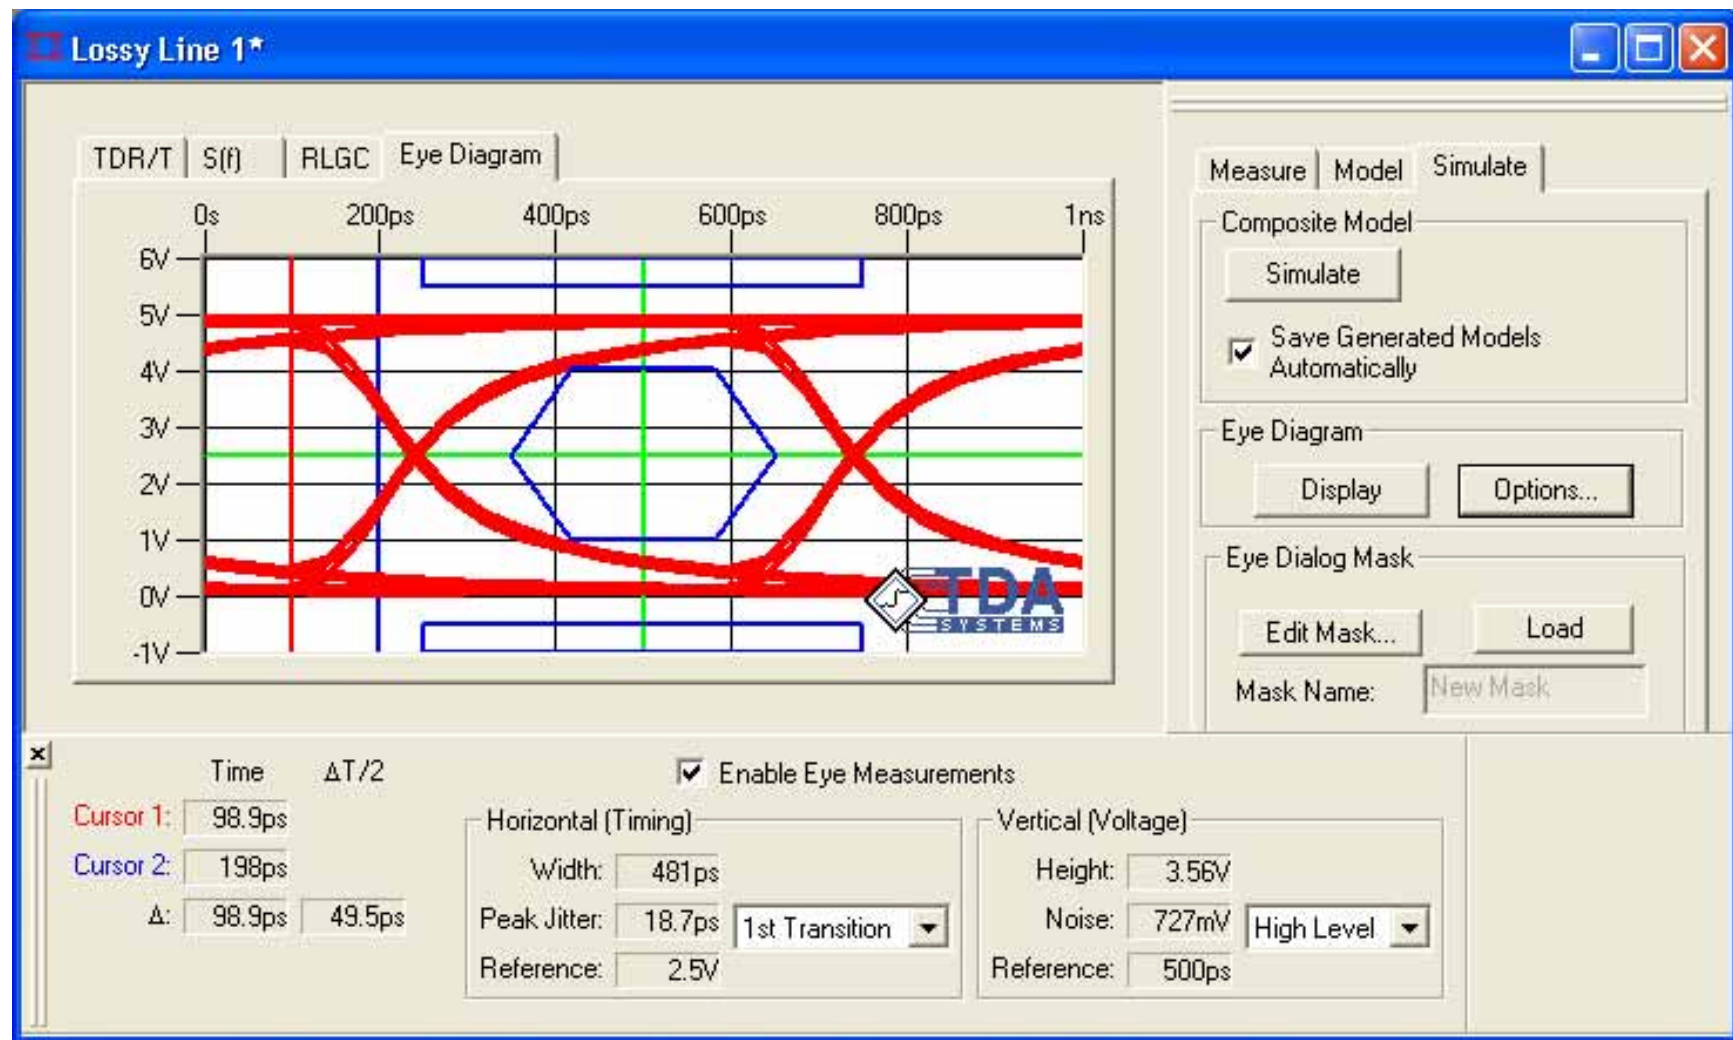 Lossy Line 1*
TDR/T S(f) RLGC Eye Diagram
0s 200ps 400ps 600ps 800ps 1ns
6V
5V
4V
3V
2V
1V
0V
-1V
TDA
SYSTEMS
Measure Model Simulate
Composite Model
Simulate
Save Generated Models
Automatically
Eye Diagram
Display Options...
Eye Dialog Mask
Edit Mask... Load
Mask Name: New Mask
Time ΔT/2
Cursor 1: 98.9ps
Cursor 2: 198ps
Δ: 98.9ps 49.5ps
Enable Eye Measurements
Horizontal (Timing)
Width: 481ps
Peak Jitter: 18.7ps 1st Transition
Reference: 2.5V
Vertical (Voltage)
Height: 3.56V
Noise: 727mV High Level
Reference: 500ps